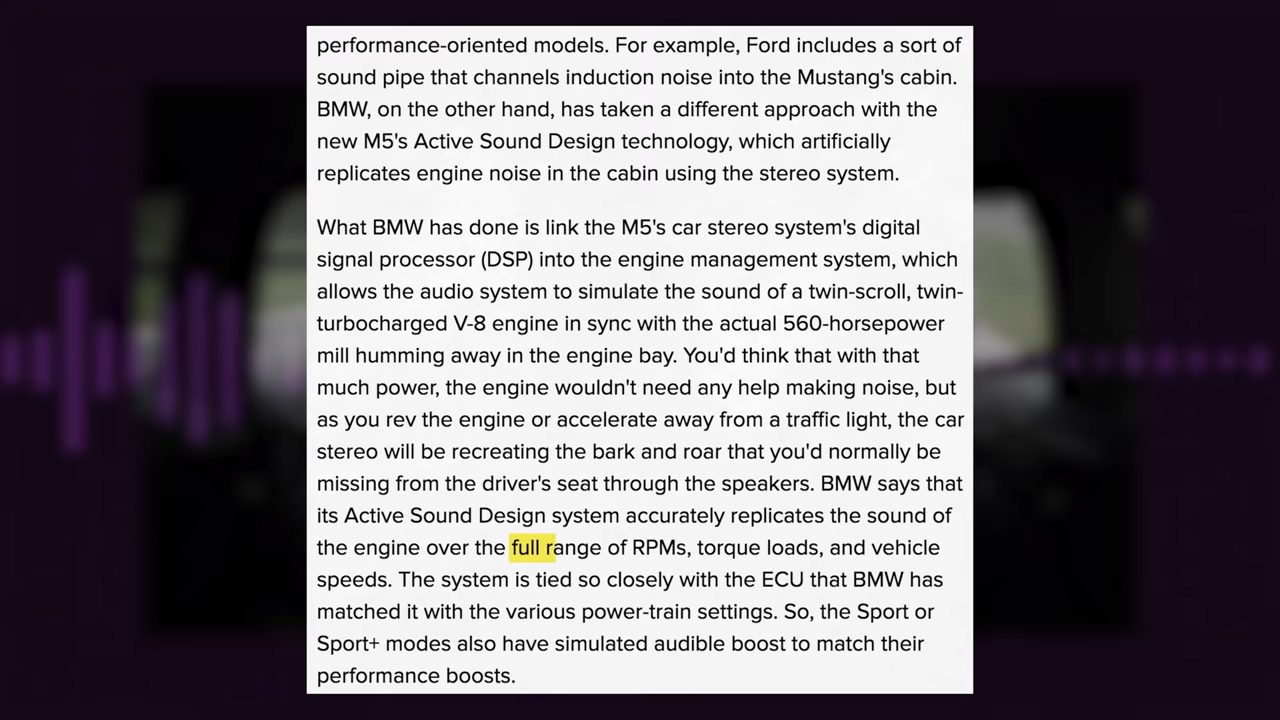 performance-oriented models. For example, Ford includes a sort of
sound pipe that channels induction noise into the Mustang's cabin.
BMW, on the other hand, has taken a different approach with the
new M5's Active Sound Design technology, which artificially
replicates engine noise in the cabin using the stereo system.
What BMW has done is link the M5's car stereo system's digital
signal processor (DSP) into the engine management system, which
allows the audio system to simulate the sound of a twin-scroll, twin-
turbocharged V-8 engine in sync with the actual 560-horsepower
mill humming away in the engine bay. You'd think that with that
much power, the engine wouldn't need any help making noise, but
as you rev the engine or accelerate away from a traffic light, the car
stereo will be recreating the bark and roar that you'd normally be
missing from the driver's seat through the speakers. BMW says that
its Active Sound Design system accurately replicates the sound of
the engine over the full range of RPMs, torque loads, and vehicle
speeds. The system is tied so closely with the ECU that BMW has
matched it with the various power-train settings. So, the Sport or
Sport+ modes also have simulated audible boost to match their
performance boosts.